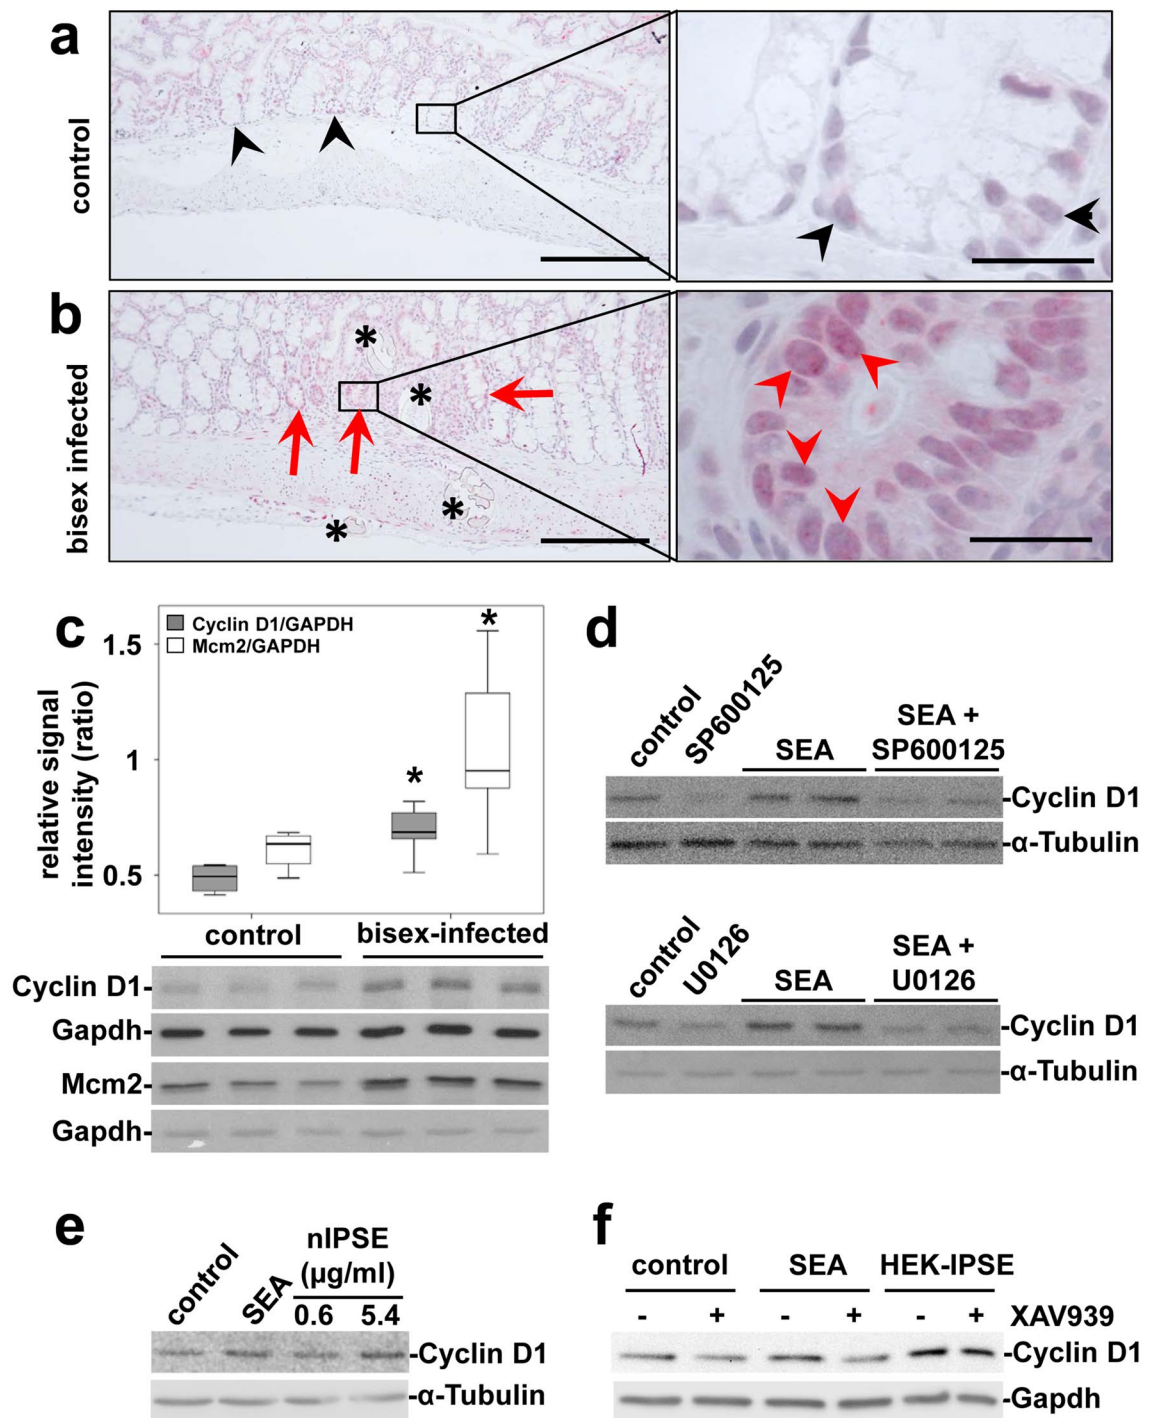 a
control
b
bisex infected
*
*
*
*
c
Cyclin D1/GAPDH
Mcm2/GAPDH
relative signal
intensity (ratio)
1.5
1
0.5
*
*
control
bisex-infected
Cyclin D1-
Gapdh-
Mcm2-
Gapdh-
d
control
SP600125
SEA
SEA +
SP600125
-Cyclin D1
-α-Tubulin
control
U0126
SEA
SEA +
U0126
-Cyclin D1
-α-Tubulin
e
control
SEA
nIPSE
(µg/ml)
0.6 5.4
-Cyclin D1
-α-Tubulin
f
control SEA HEK-IPSE
- + - + - + XAV939
-Cyclin D1
-Gapdh